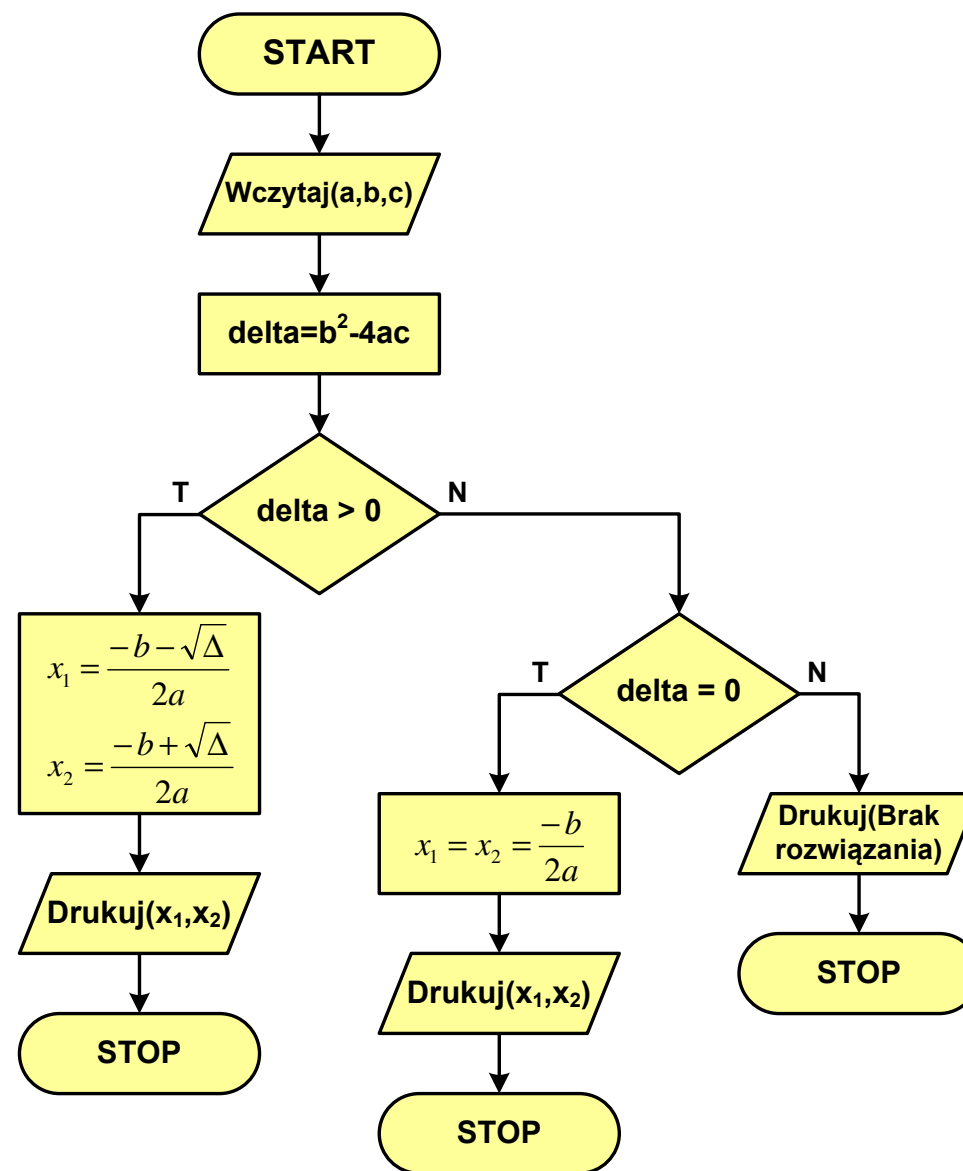 START
Wczytaj(a,b,c)
delta=b²-4ac
T
delta > 0
N
x₁ = (-b - √Δ) / 2a
x₂ = (-b + √Δ) / 2a
Drukuj(x₁,x₂)
STOP
T
delta = 0
N
x₁ = x₂ = -b / 2a
Drukuj(x₁,x₂)
STOP
Drukuj(Brak
rozwiązania)
STOP